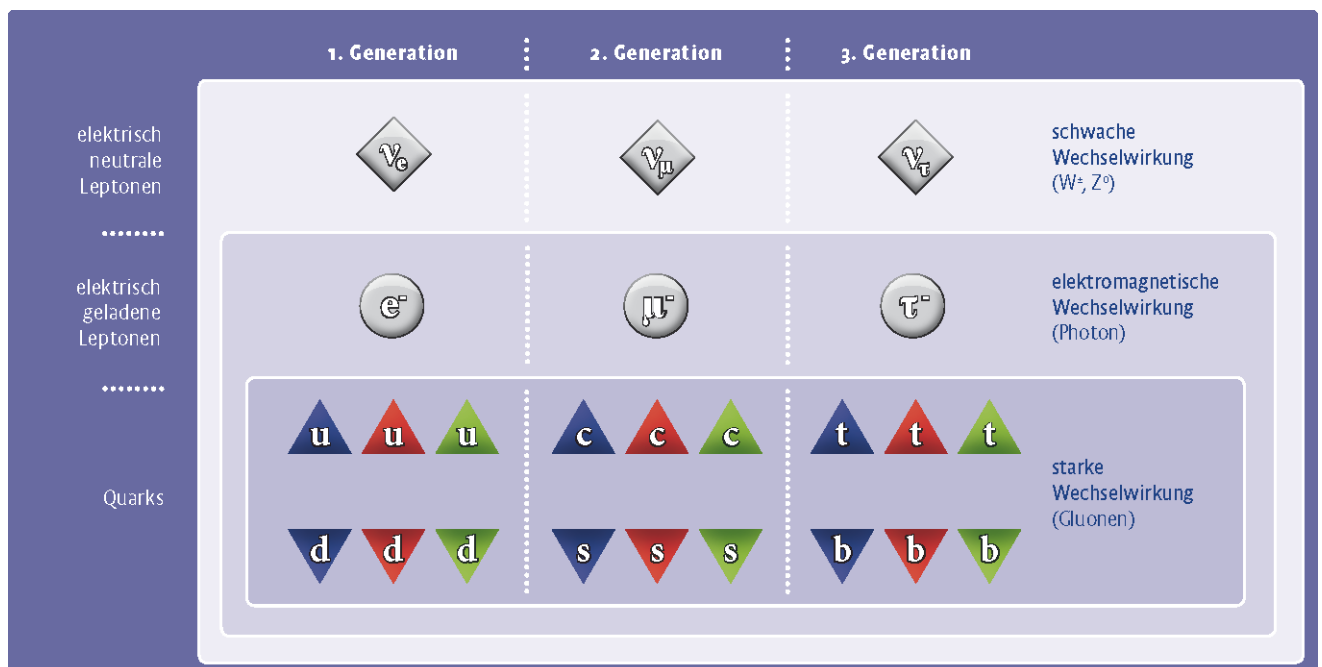 1. Generation
2. Generation
3. Generation
elektrisch
neutrale
Leptonen
νe
νμ
ντ
schwache
Wechselwirkung
(W±, Z⁰)
elektrisch
geladene
Leptonen
e⁻
μ⁻
τ⁻
elektromagnetische
Wechselwirkung
(Photon)
Quarks
u u u
c c c
t t t
d d d
s s s
b b b
starke
Wechselwirkung
(Gluonen)